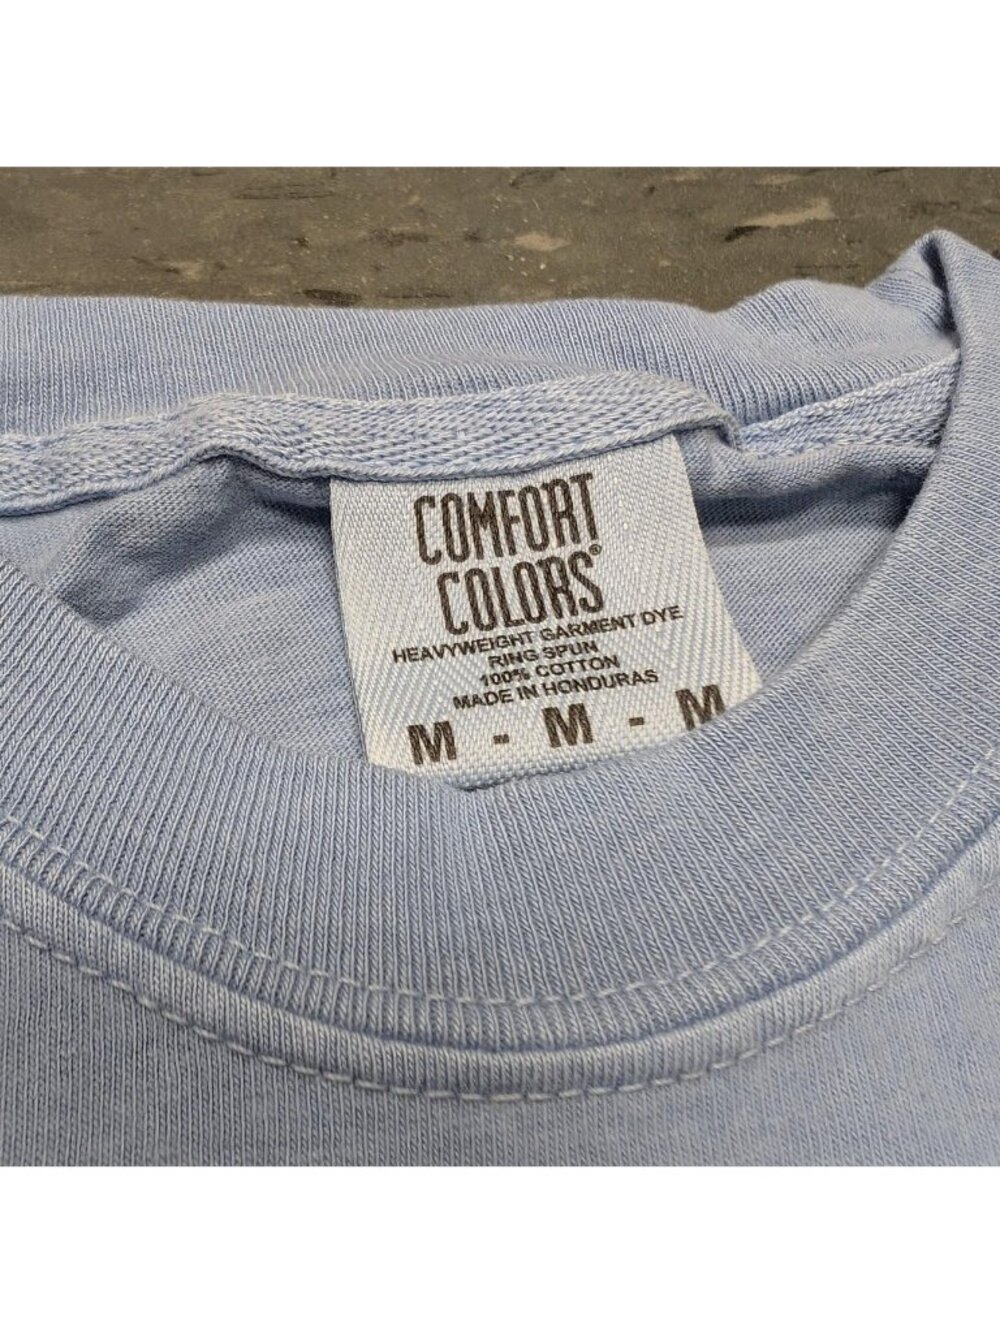 COMFORT
COLORS®
HEAVYWEIGHT GARMENT DYE
RING SPUN
100% COTTON
MADE IN HONDURAS
M - M - M